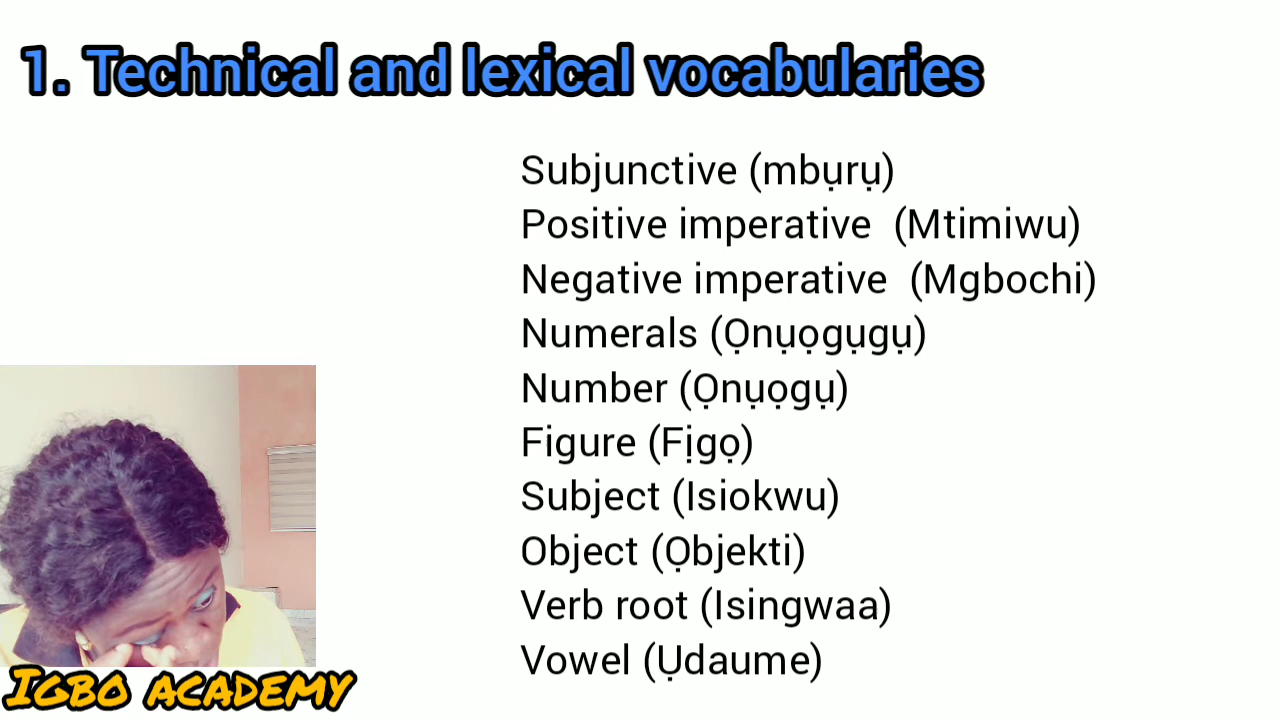 1. Technical and lexical vocabularies
Subjunctive (mbụrụ)
Positive imperative  (Mtimiwu)
Negative imperative  (Mgbochi)
Numerals (Ọnụọgụgụ)
Number (Ọnụọgụ)
Figure (Fịgọ)
Subject (Isiokwu)
Object (Ọbjekti)
Verb root (Isingwaa)
Vowel (Ụdaume)
IGBO ACADEMY